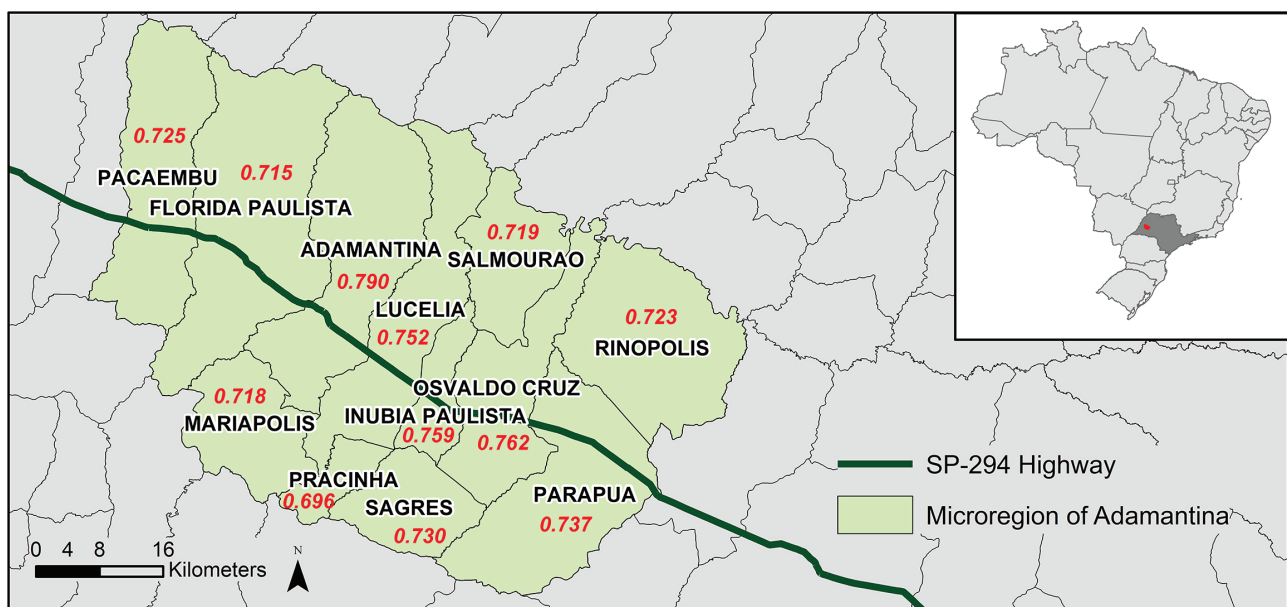 0.725
PACAEMBU
0.715
FLORIDA PAULISTA
ADAMANTINA
0.790
0.719
SALMOURAO
LUCELIA
0.752
0.723
RINOPOLIS
OSVALDO CRUZ
0.762
INUBIA PAULISTA
0.759
0.718
MARIAPOLIS
PRACINHA
0.696
SAGRES
0.730
PARAPUA
0.737
SP-294 Highway
Microregion of Adamantina
0 4 8 16
Kilometers
N